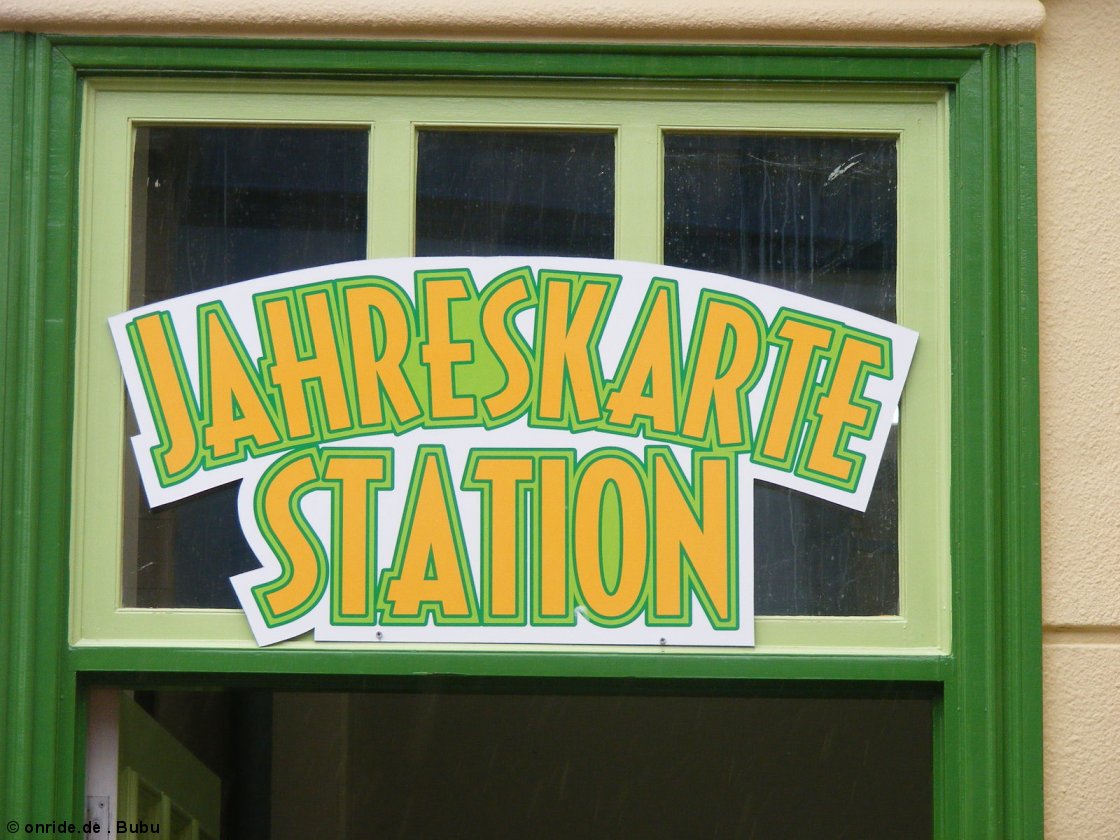 JAHRESKARTE
STATION
© onride.de . Bubu